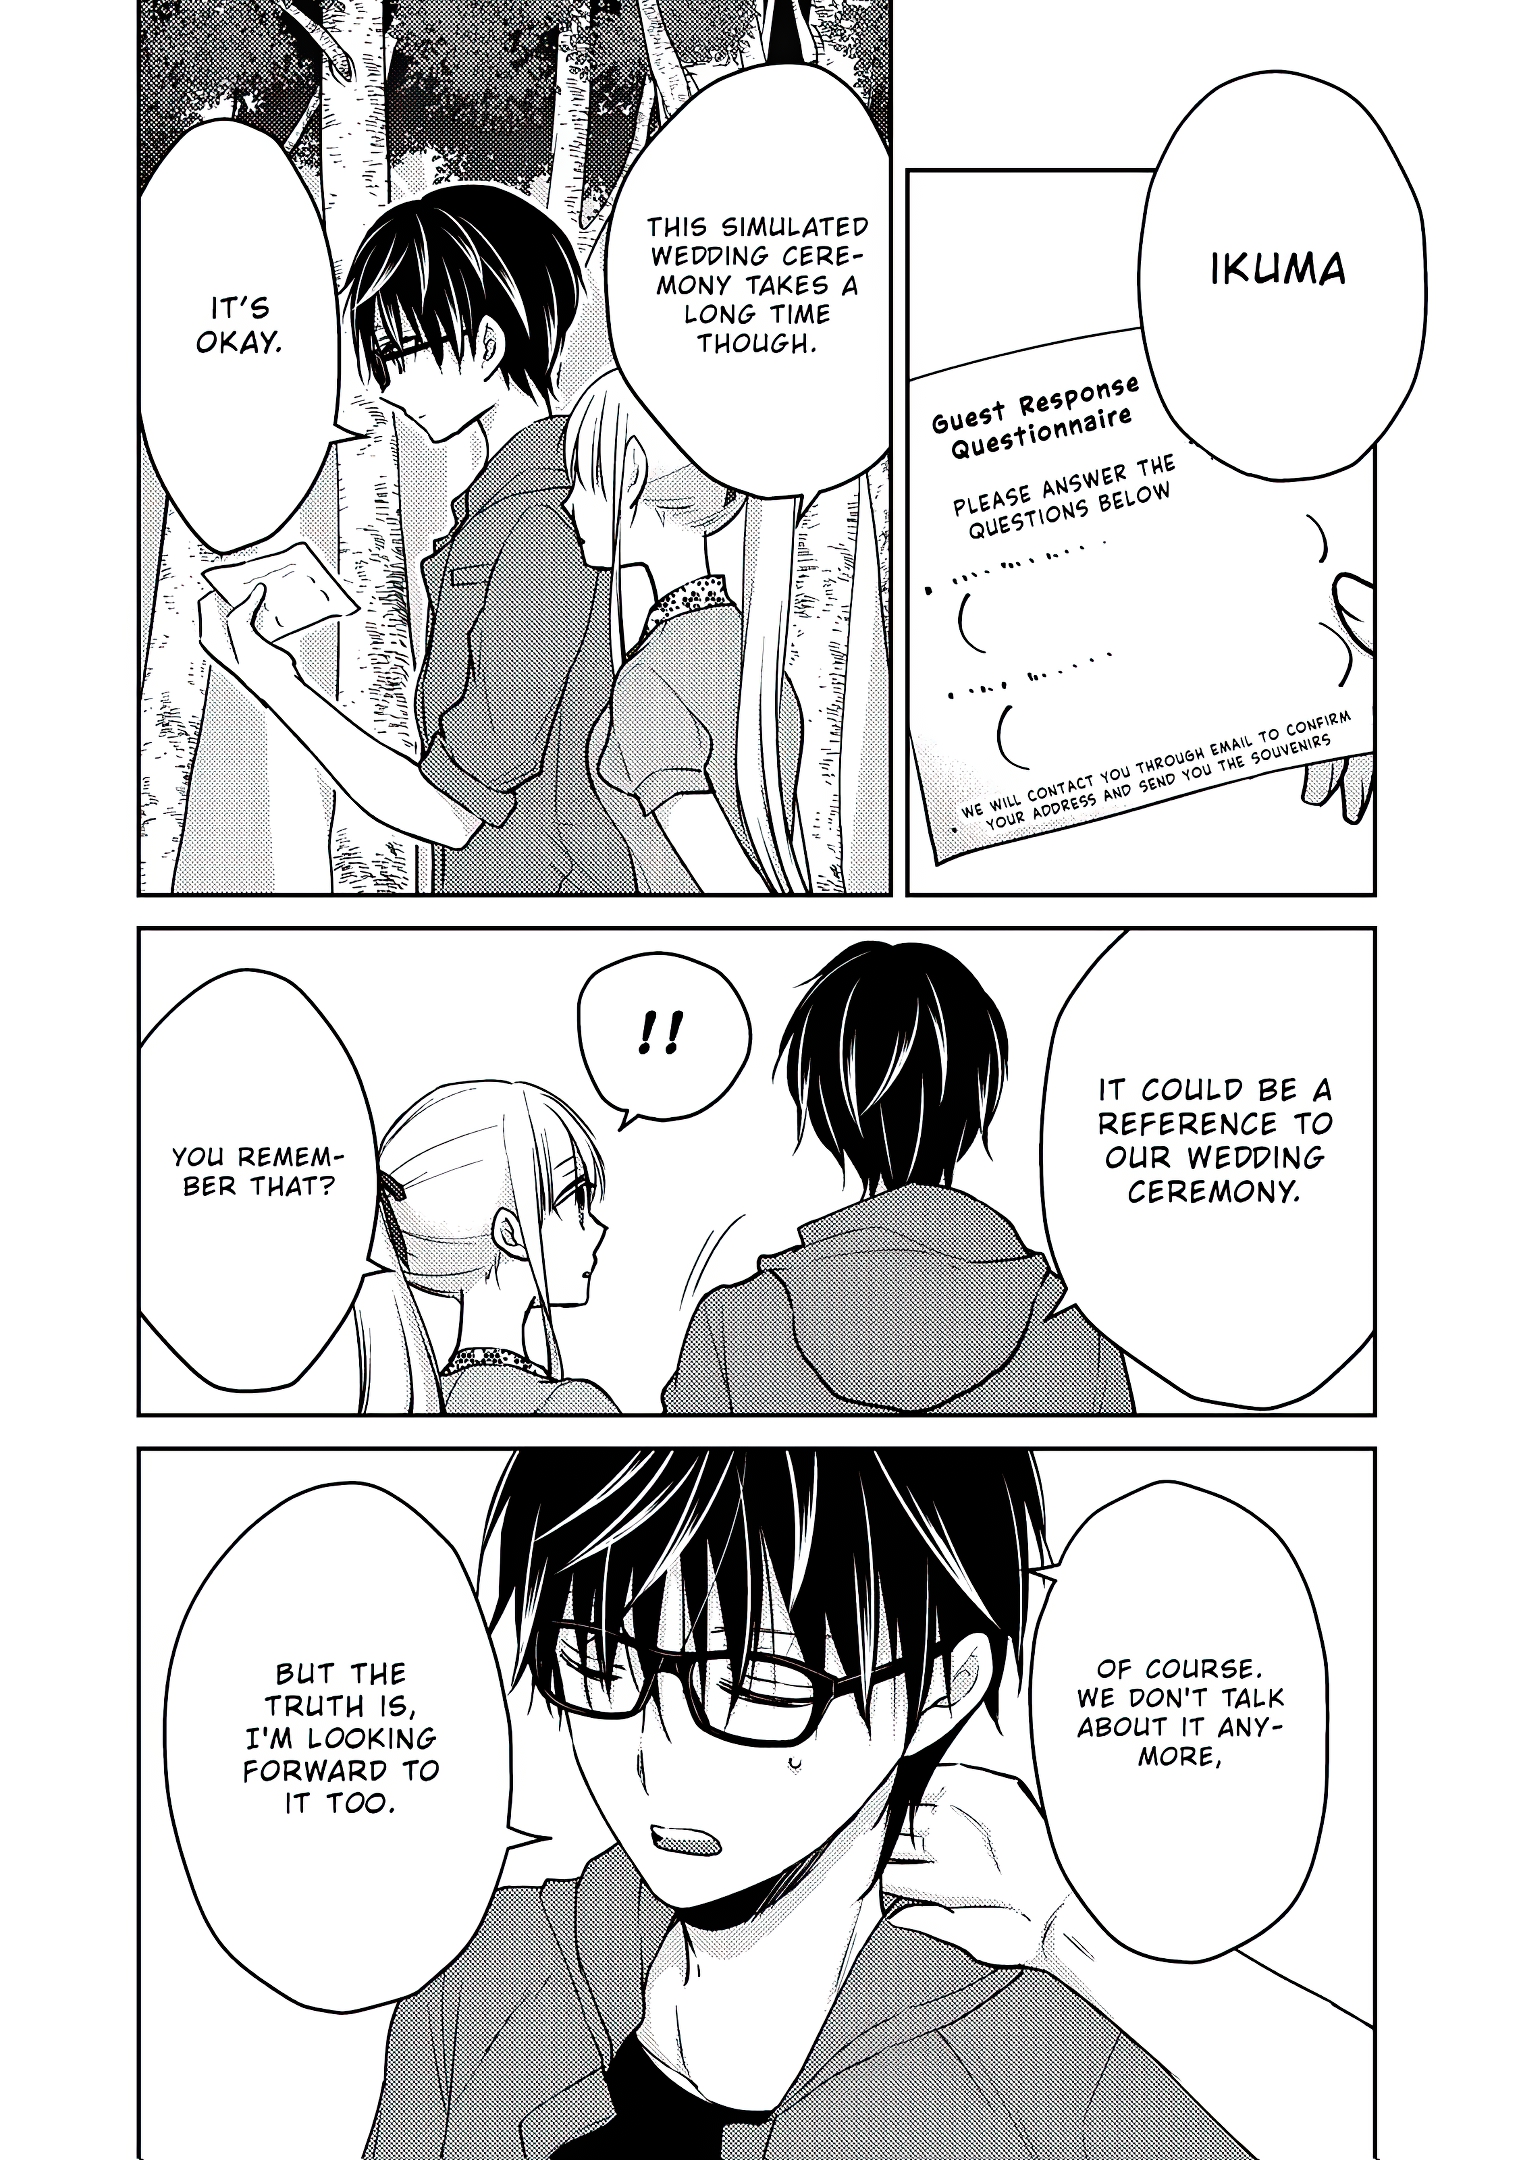 IKUMA
Guest Response
Questionnaire
PLEASE ANSWER THE
QUESTIONS BELOW
WE WILL CONTACT YOU THROUGH EMAIL TO CONFIRM
YOUR ADDRESS AND SEND YOU THE SOUVENIRS
THIS SIMULATED
WEDDING CERE-
MONY TAKES A
LONG TIME
THOUGH.
IT'S
OKAY.
IT COULD BE A
REFERENCE TO
OUR WEDDING
CEREMONY.
!!
YOU REMEM-
BER THAT?
OF COURSE.
WE DON'T TALK
ABOUT IT ANY-
MORE,
BUT THE
TRUTH IS,
I'M LOOKING
FORWARD TO
IT TOO.